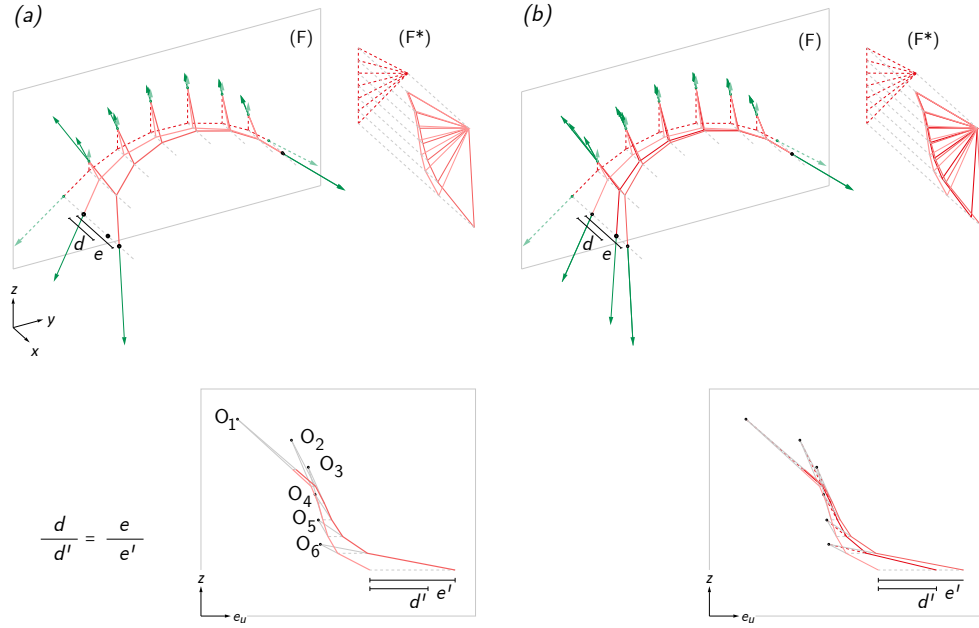 (a)
(F)
(F*)
d
e
z
y
x
(b)
(F)
(F*)
d
e
d/d' = e/e'
O1
O2
O3
O4
O5
O6
d'
e'
z
eu
d'
e'
z
eu